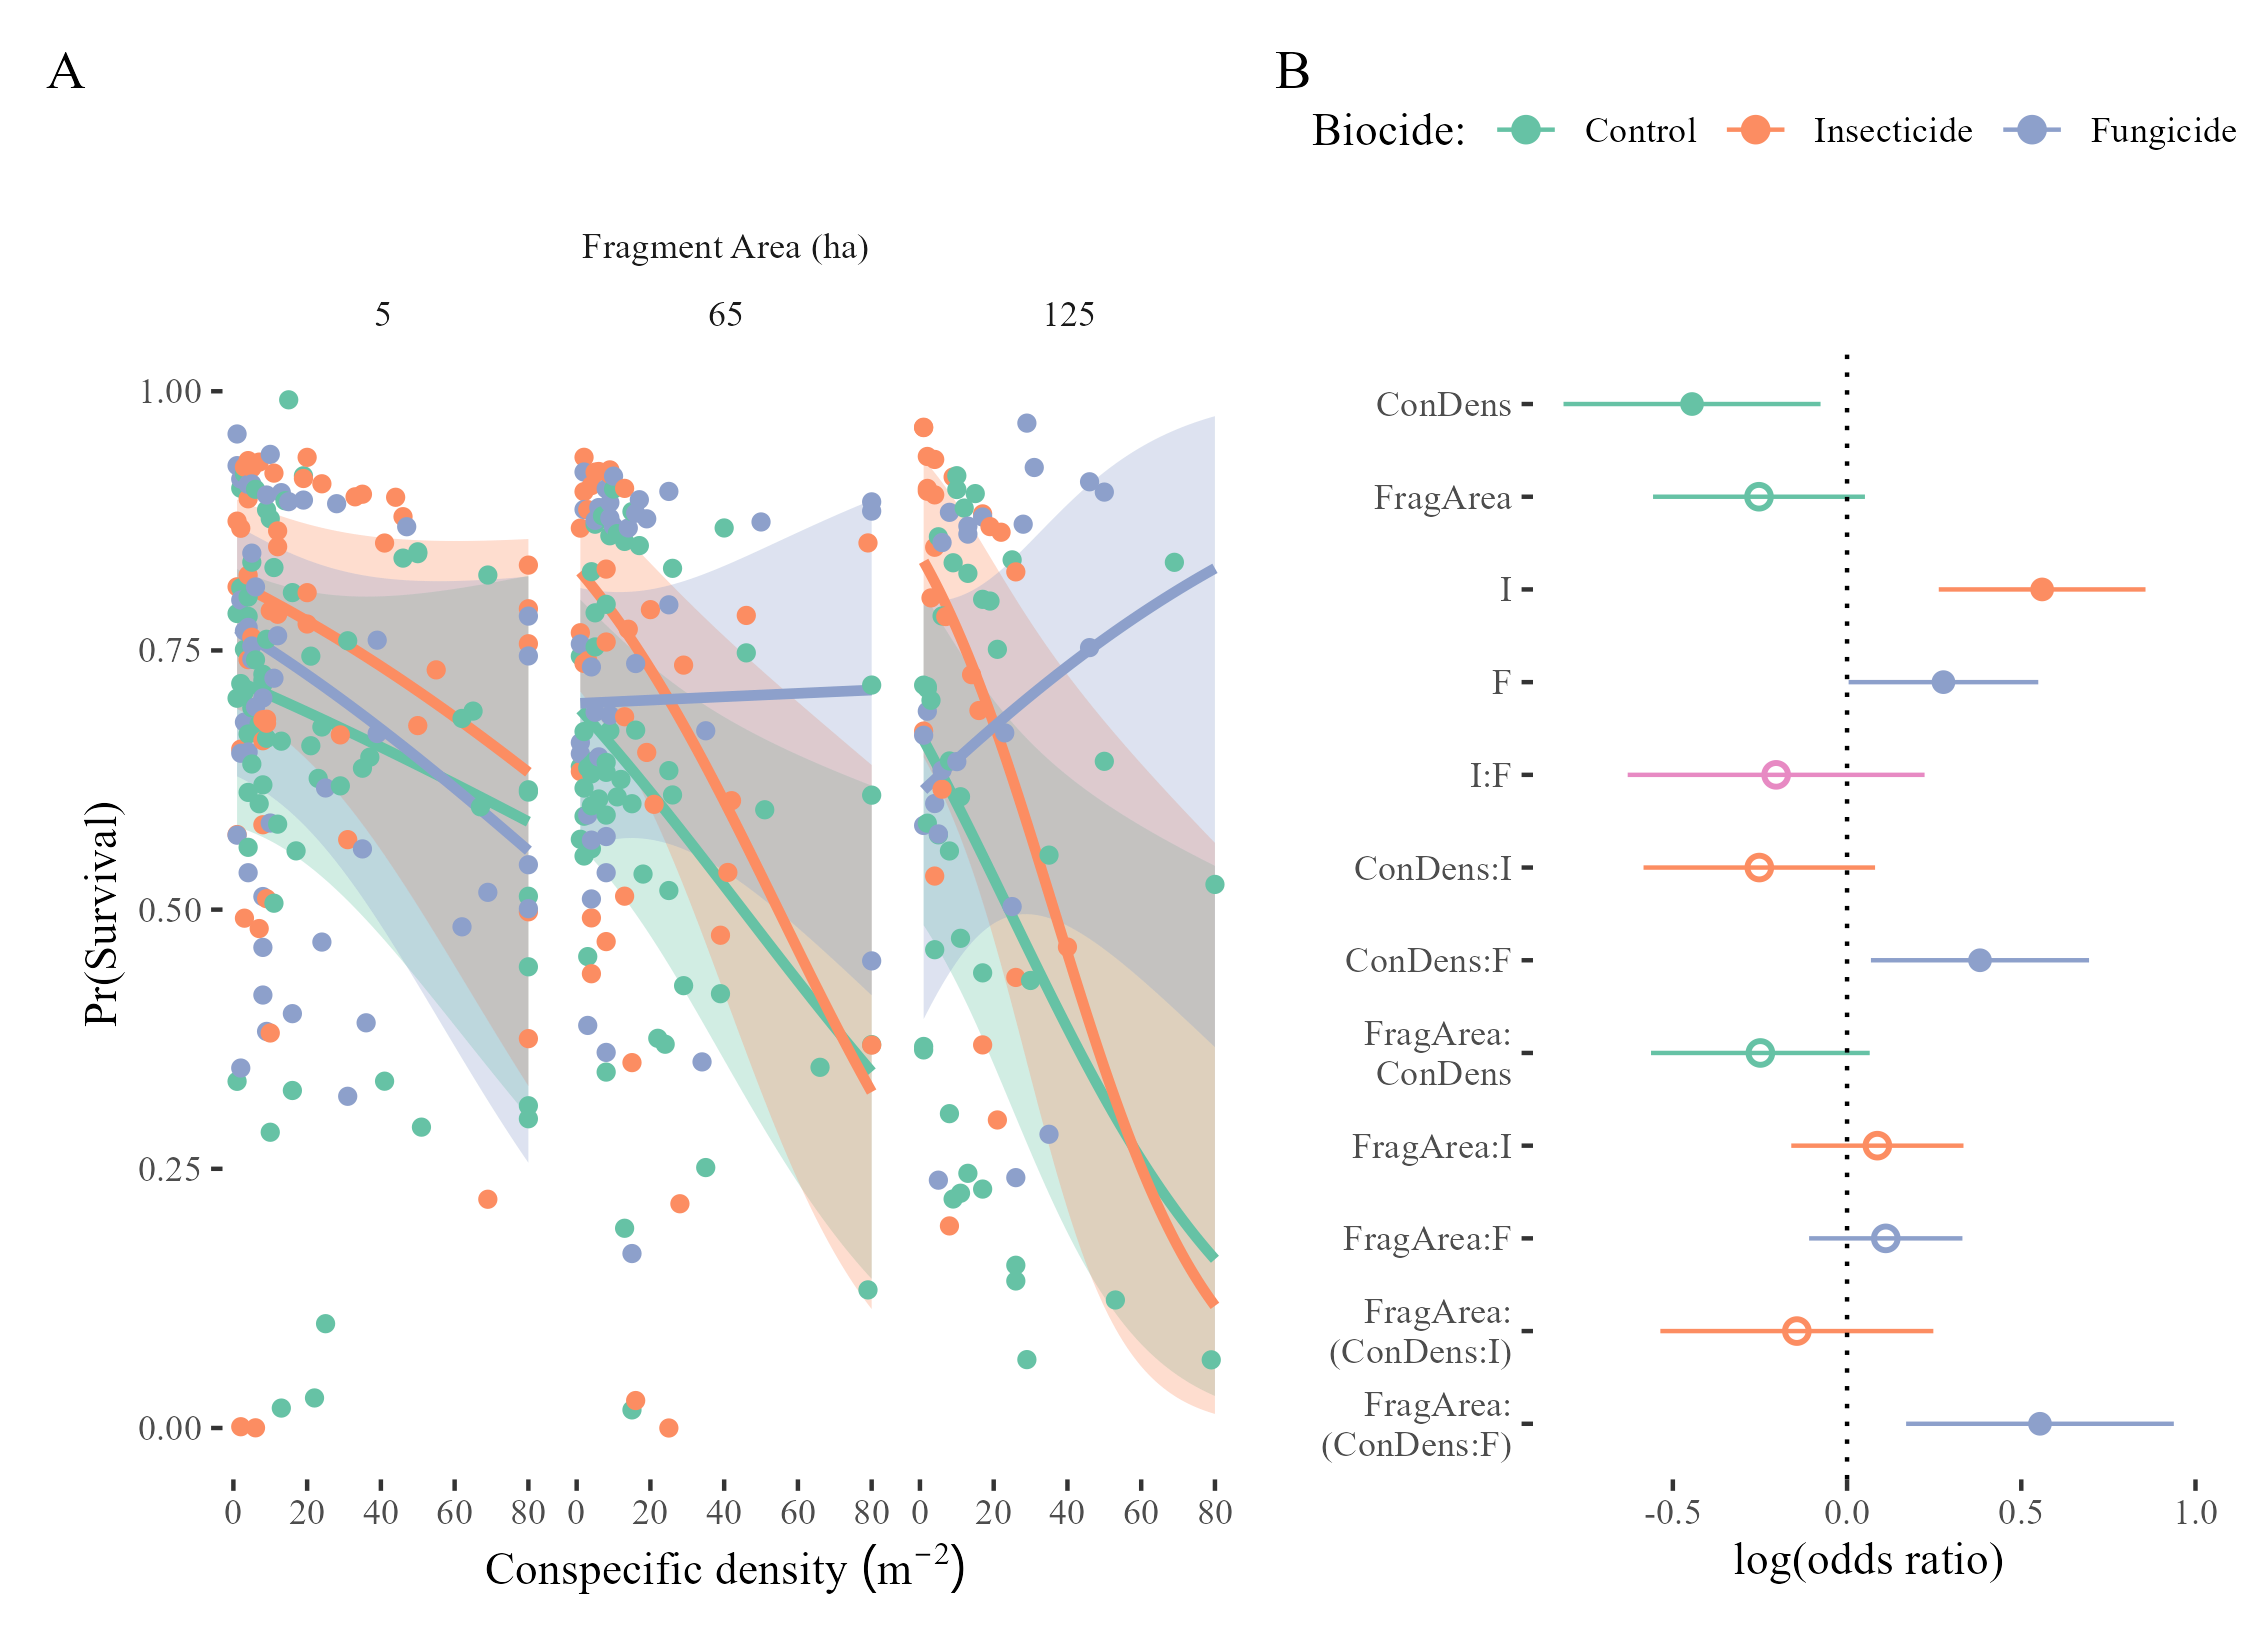 A
B
Biocide: Control Insecticide Fungicide
Fragment Area (ha)
5 65 125
1.00
0.75
0.50
0.25
0.00
Pr(Survival)
0 20 40 60 80 0 20 40 60 80 0 20 40 60 80
Conspecific density (m⁻²)
ConDens
FragArea
I
F
I:F
ConDens:I
ConDens:F
FragArea:
ConDens
FragArea:I
FragArea:F
FragArea:
(ConDens:I)
FragArea:
(ConDens:F)
-0.5 0.0 0.5 1.0
log(odds ratio)